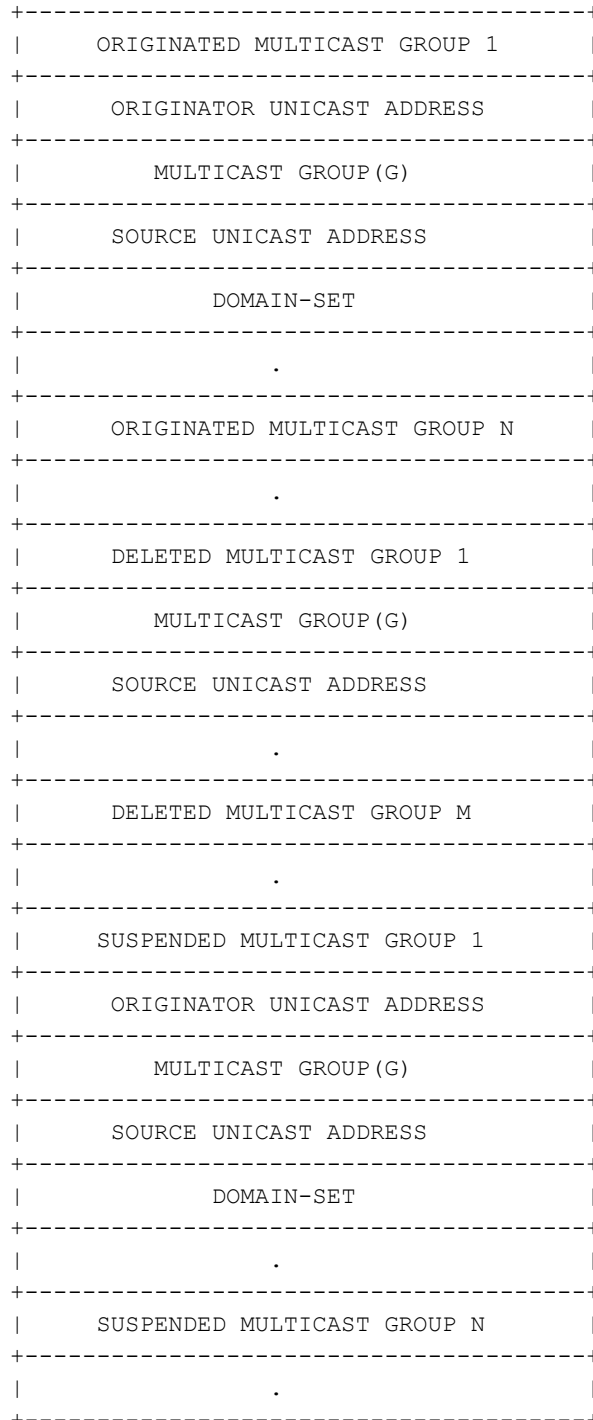 +---------------------------------------+
|     ORIGINATED MULTICAST GROUP 1      |
+---------------------------------------+
|      ORIGINATOR UNICAST ADDRESS       |
+---------------------------------------+
|         MULTICAST GROUP(G)            |
+---------------------------------------+
|      SOURCE UNICAST ADDRESS           |
+---------------------------------------+
|             DOMAIN-SET                |
+---------------------------------------+
|                 .                     |
+---------------------------------------+
|      ORIGINATED MULTICAST GROUP N     |
+---------------------------------------+
|                 .                     |
+---------------------------------------+
|      DELETED MULTICAST GROUP 1        |
+---------------------------------------+
|         MULTICAST GROUP(G)            |
+---------------------------------------+
|      SOURCE UNICAST ADDRESS           |
+---------------------------------------+
|                 .                     |
+---------------------------------------+
|      DELETED MULTICAST GROUP M        |
+---------------------------------------+
|                 .                     |
+---------------------------------------+
|     SUSPENDED MULTICAST GROUP 1       |
+---------------------------------------+
|      ORIGINATOR UNICAST ADDRESS       |
+---------------------------------------+
|         MULTICAST GROUP(G)            |
+---------------------------------------+
|      SOURCE UNICAST ADDRESS           |
+---------------------------------------+
|             DOMAIN-SET                |
+---------------------------------------+
|                 .                     |
+---------------------------------------+
|     SUSPENDED MULTICAST GROUP N       |
+---------------------------------------+
|                 .                     |
+---------------------------------------+